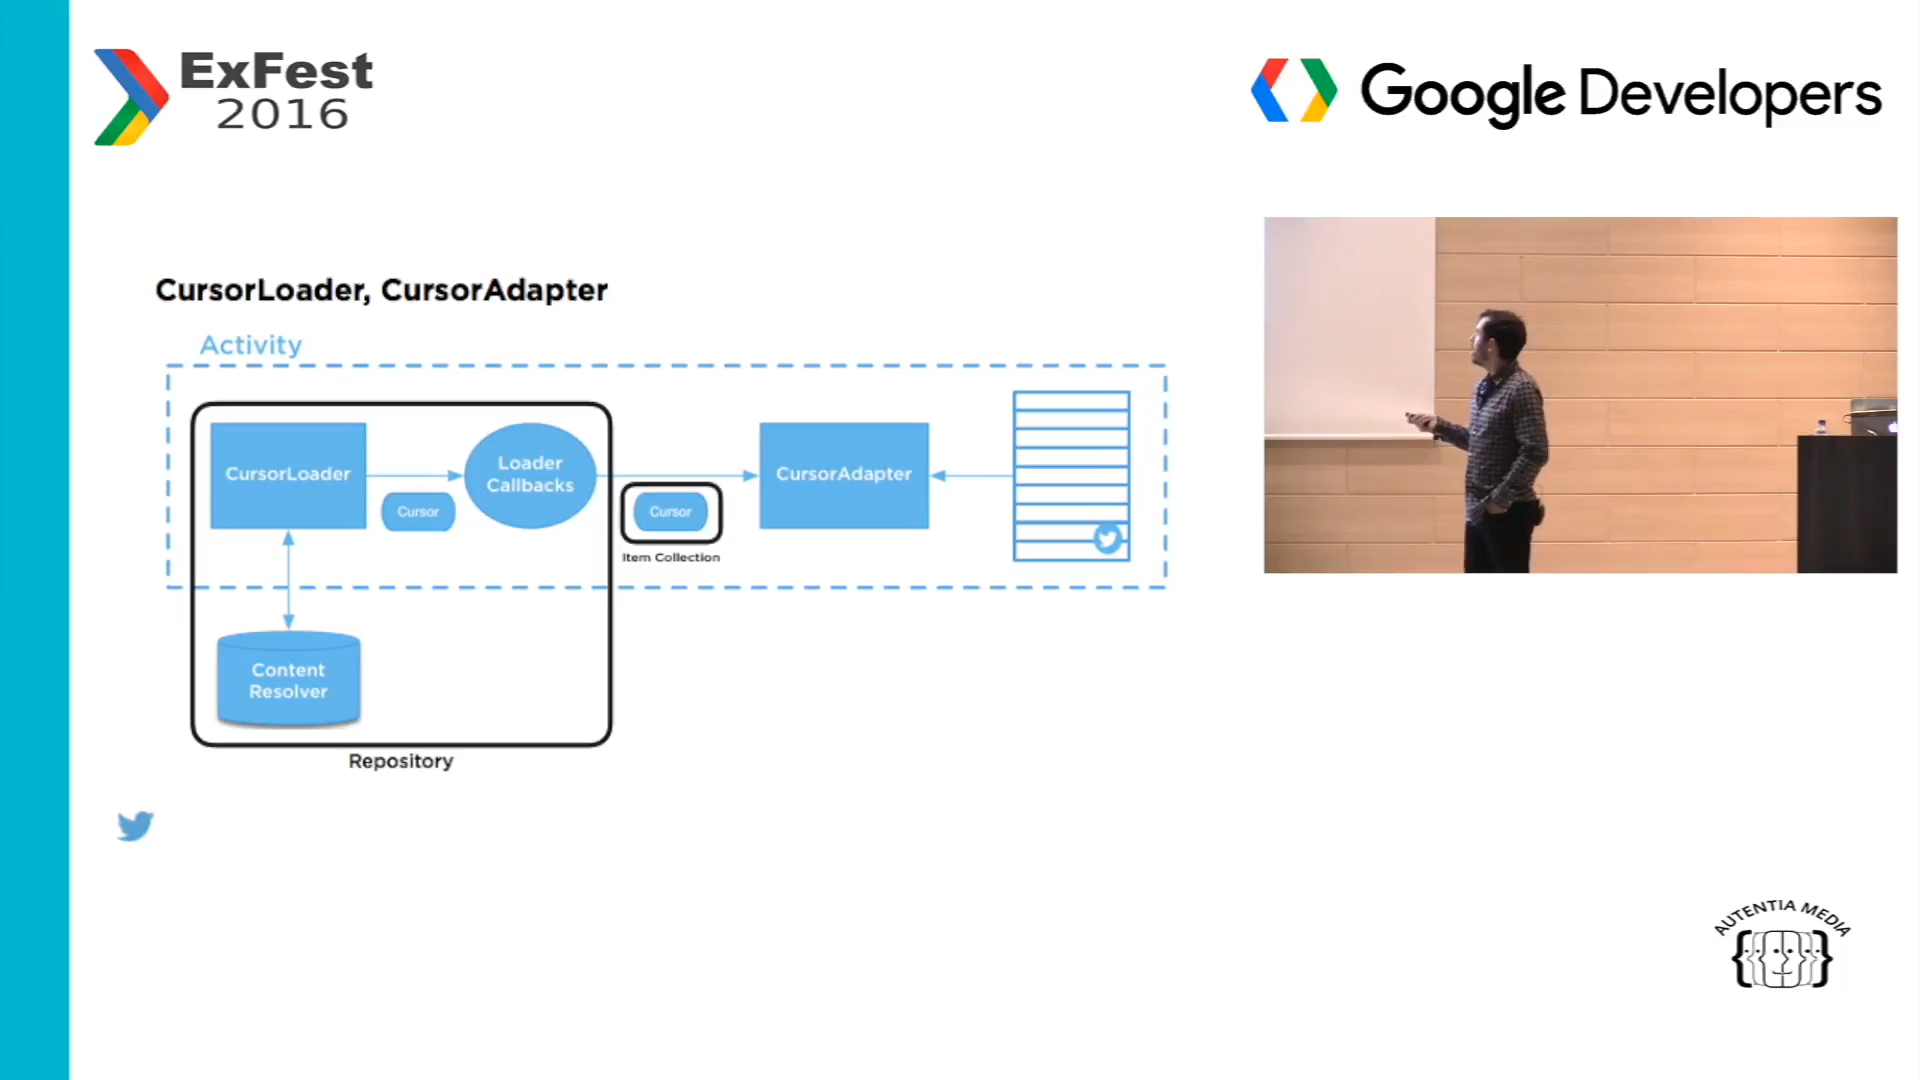 ExFest
2016
Google Developers
CursorLoader, CursorAdapter
Activity
CursorLoader
Loader
Callbacks
CursorAdapter
Cursor
Cursor
Item Collection
Content
Resolver
Repository
AUTENTIA MEDIA